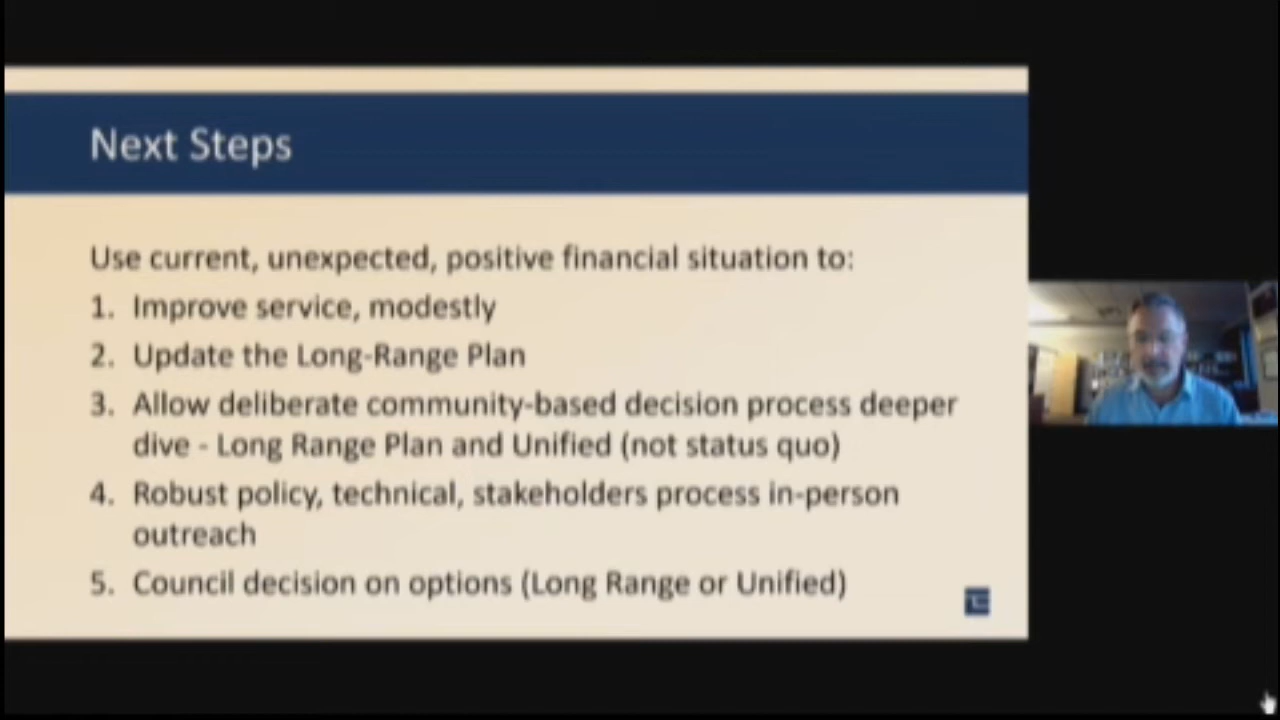 Next Steps
Use current, unexpected, positive financial situation to:
1. Improve service, modestly
2. Update the Long-Range Plan
3. Allow deliberate community-based decision process deeper
dive - Long Range Plan and Unified (not status quo)
4. Robust policy, technical, stakeholders process in-person
outreach
5. Council decision on options (Long Range or Unified)